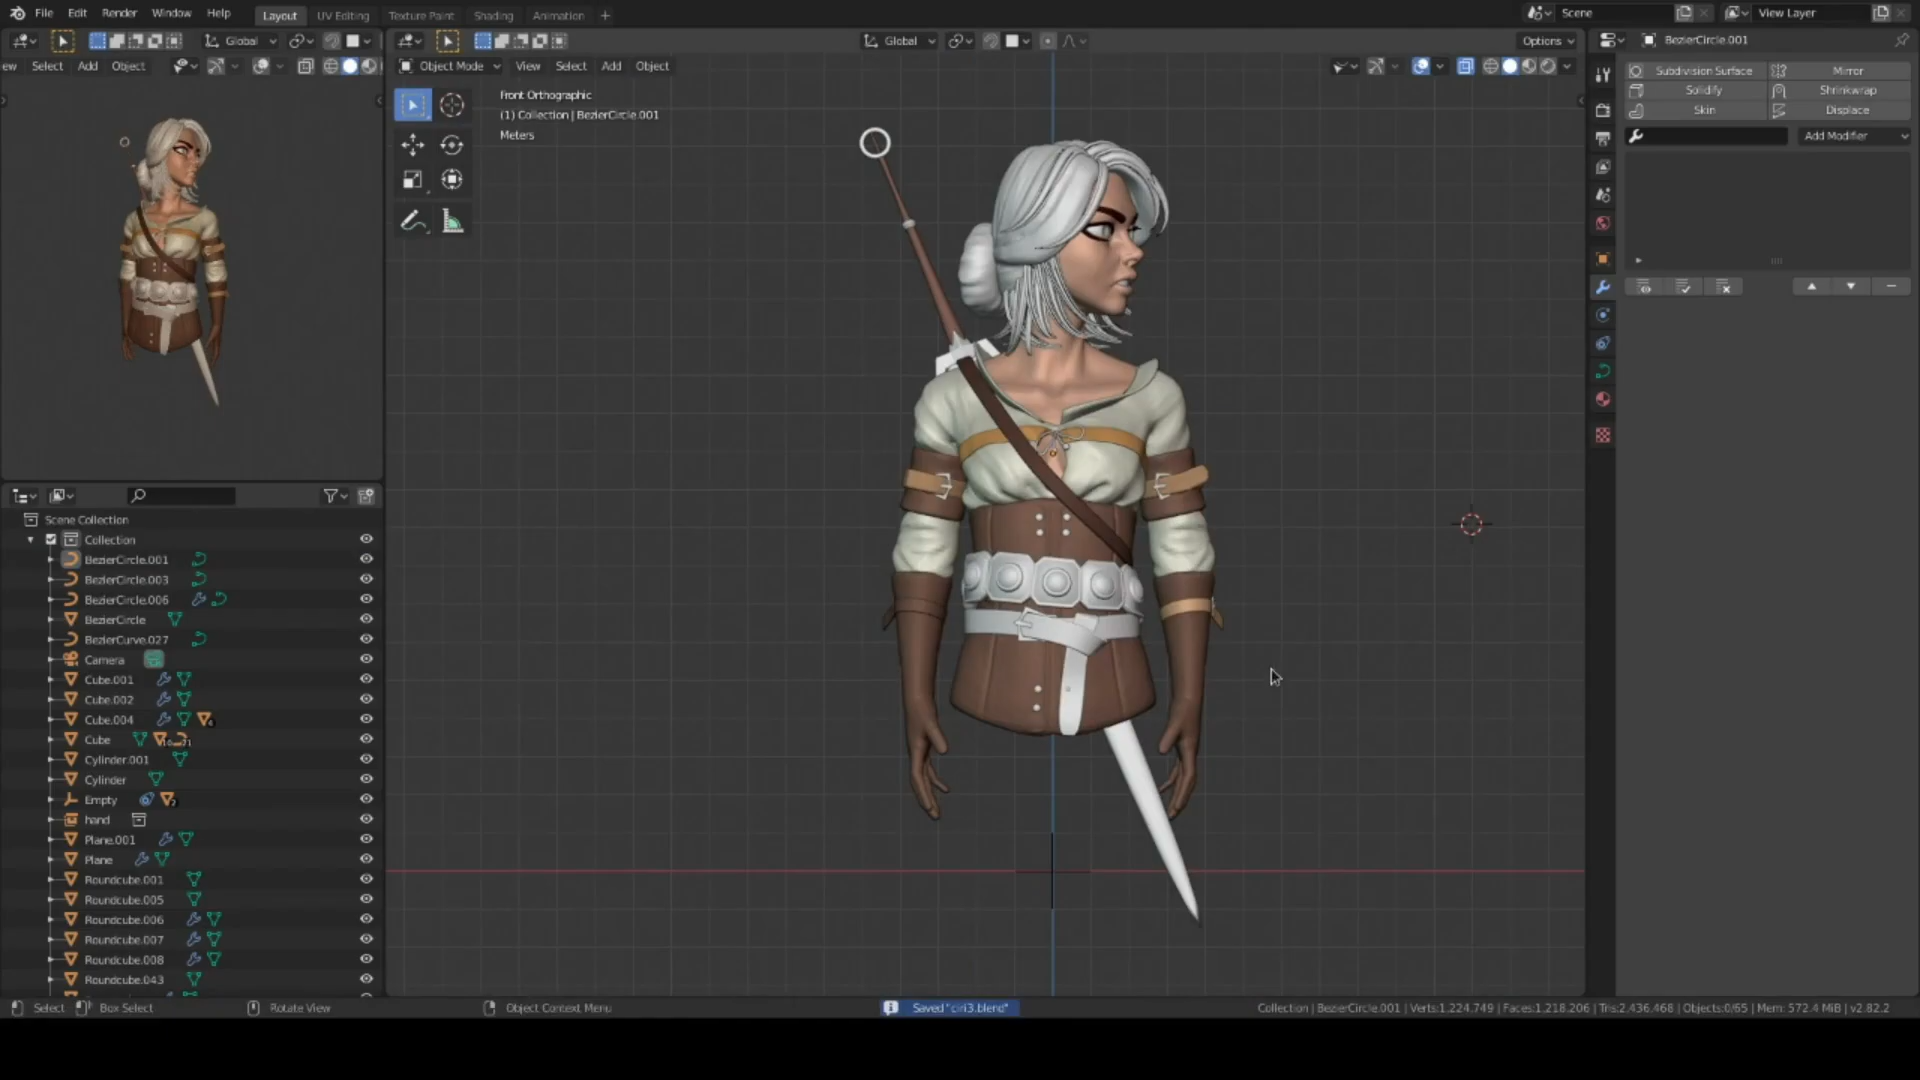 File Edit Render Window Help Layout UV Editing Texture Paint Shading Animation + Scene View Layer
Global Global Options BezierCircle.001
ew Select Add Object Object Mode View Select Add Object
Subdivision Surface Mirror
Solidify Shrinkwrap
Skin Displace
Add Modifier
Front Orthographic
(1) Collection | BezierCircle.001
Meters
Scene Collection
Collection
BezierCircle.001
BezierCircle.003
BezierCircle.006
BezierCircle
BezierCurve.027
Camera
Cube.001
Cube.002
Cube.004
Cube
Cylinder.001
Cylinder
Empty
hand
Plane.001
Plane
Roundcube.001
Roundcube.005
Roundcube.006
Roundcube.007
Roundcube.008
Roundcube.043
Select Box Select Rotate View Object Context Menu Saved "ciri3.blend" Collection | BezierCircle.001 | Verts:1.224.749 | Faces:1.218.206 | Tris:2.436.468 | Objects:0/65 | Mem: 572.4 MiB | v2.82.2